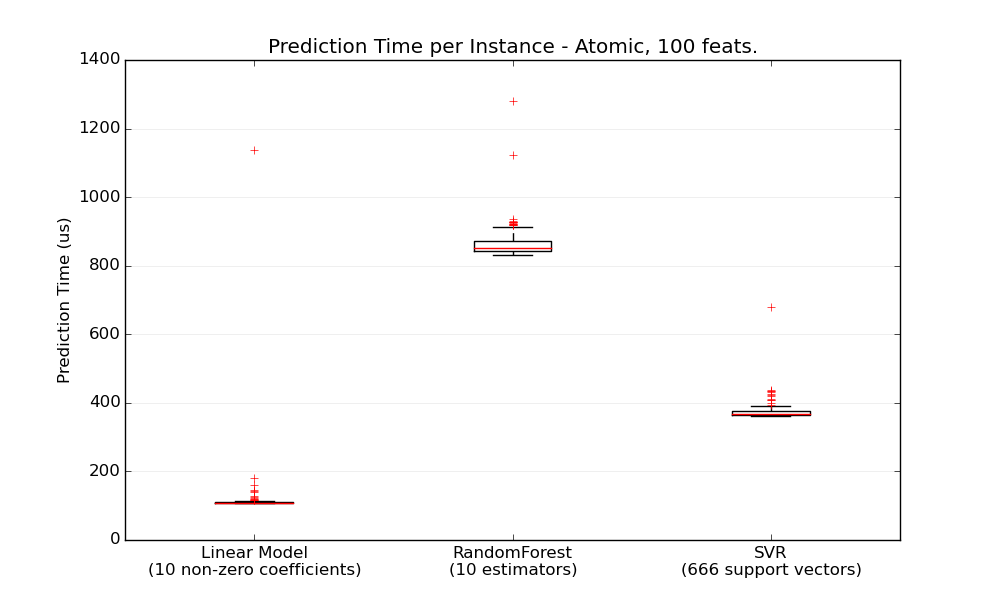 Prediction Time per Instance - Atomic, 100 feats.
Prediction Time (us)
1400
1200
1000
800
600
400
200
0
Linear Model
(10 non-zero coefficients)
RandomForest
(10 estimators)
SVR
(666 support vectors)